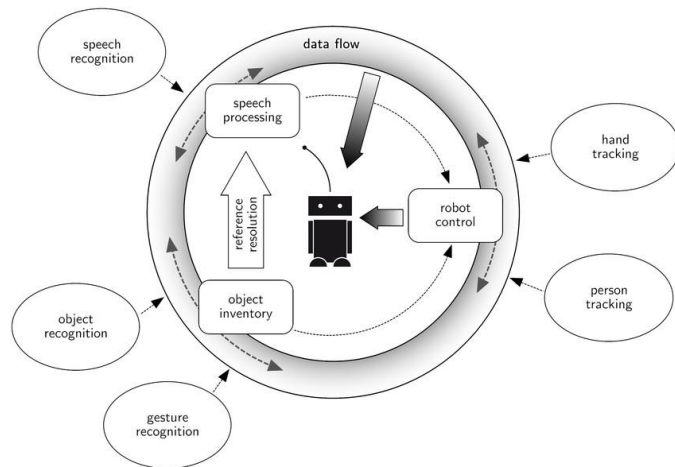 speech
recognition
data flow
speech
processing
hand
tracking
reference
resolution
robot
control
object
inventory
person
tracking
object
recognition
gesture
recognition